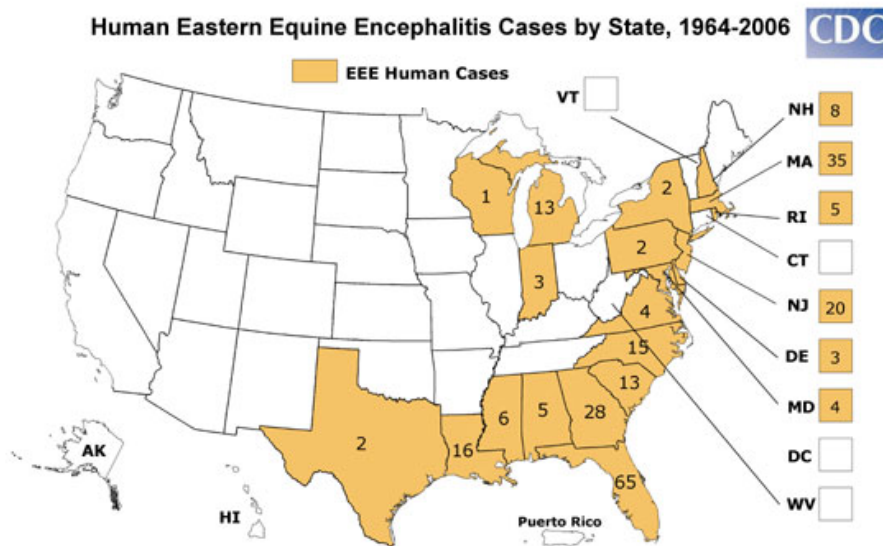 Human Eastern Equine Encephalitis Cases by State, 1964-2006
CDC
EEE Human Cases
VT
NH 8
MA 35
RI 5
CT
NJ 20
DE 3
MD 4
DC
WV
1
13
2
2
3
4
15
13
6
5
28
2
16
65
AK
HI
Puerto Rico